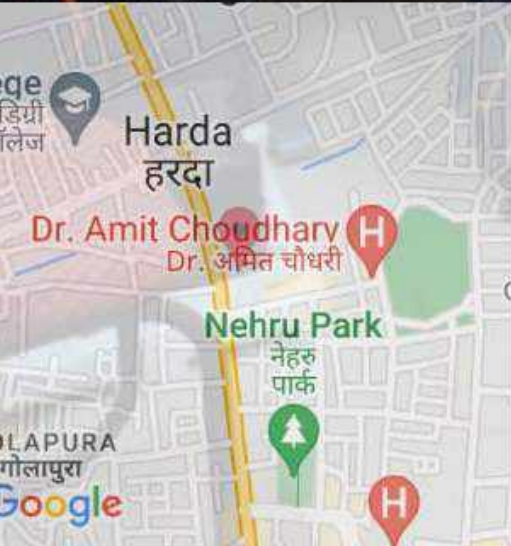 ege
डिग्री
ॉलेज
Harda
हरदा
Dr. Amit Choudhary
Dr. अमित चौधरी
H
Nehru Park
नेहरु
पार्क
OLAPURA
गोलापुरा
Google
H